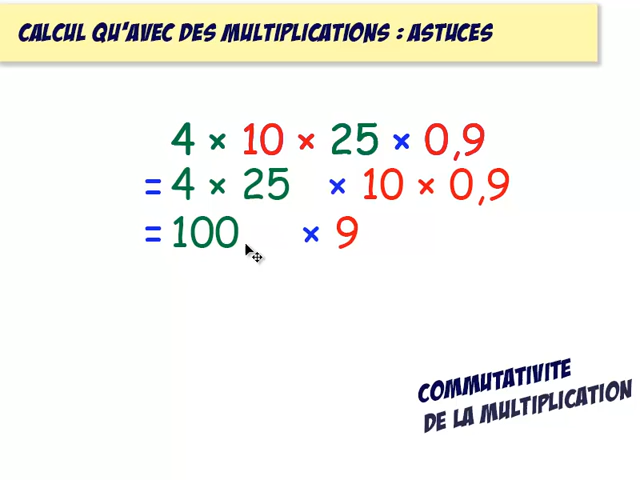 CALCUL QU'AVEC DES MULTIPLICATIONS : ASTUCES
4 × 10 × 25 × 0,9
= 4 × 25 × 10 × 0,9
= 100 × 9
COMMUTATIVITE
DE LA MULTIPLICATION